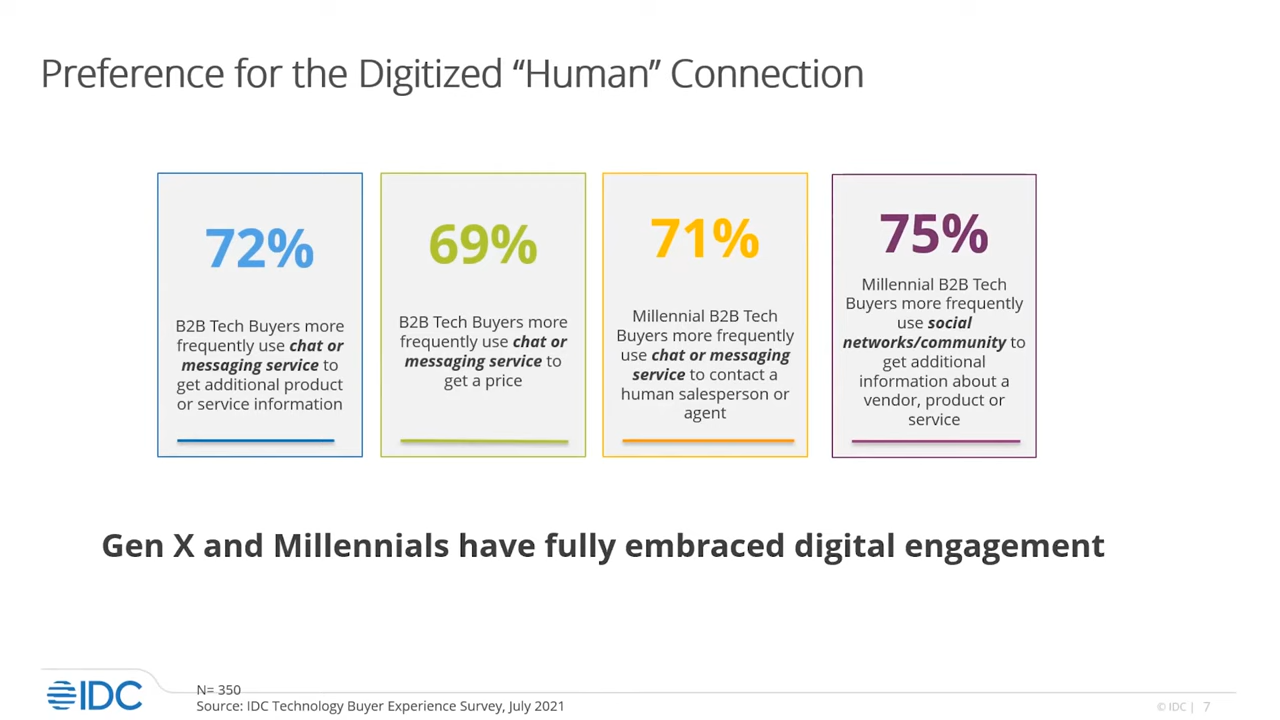 Preference for the Digitized “Human” Connection
72%
B2B Tech Buyers more
frequently use chat or
messaging service to
get additional product
or service information
69%
B2B Tech Buyers more
frequently use chat or
messaging service to
get a price
71%
Millennial B2B Tech
Buyers more frequently
use chat or messaging
service to contact a
human salesperson or
agent
75%
Millennial B2B Tech
Buyers more frequently
use social
networks/community to
get additional
information about a
vendor, product or
service
Gen X and Millennials have fully embraced digital engagement
IDC
N= 350
Source: IDC Technology Buyer Experience Survey, July 2021
© IDC | 7